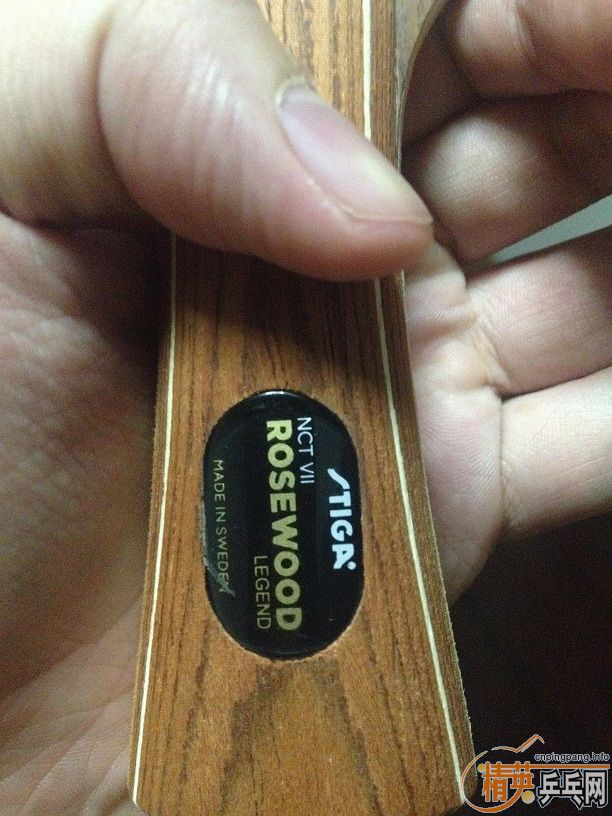 STIGA
NCT VII
ROSEWOOD
LEGEND
MADE IN SWEDEN
cnpingpang.info
精英乒乓网